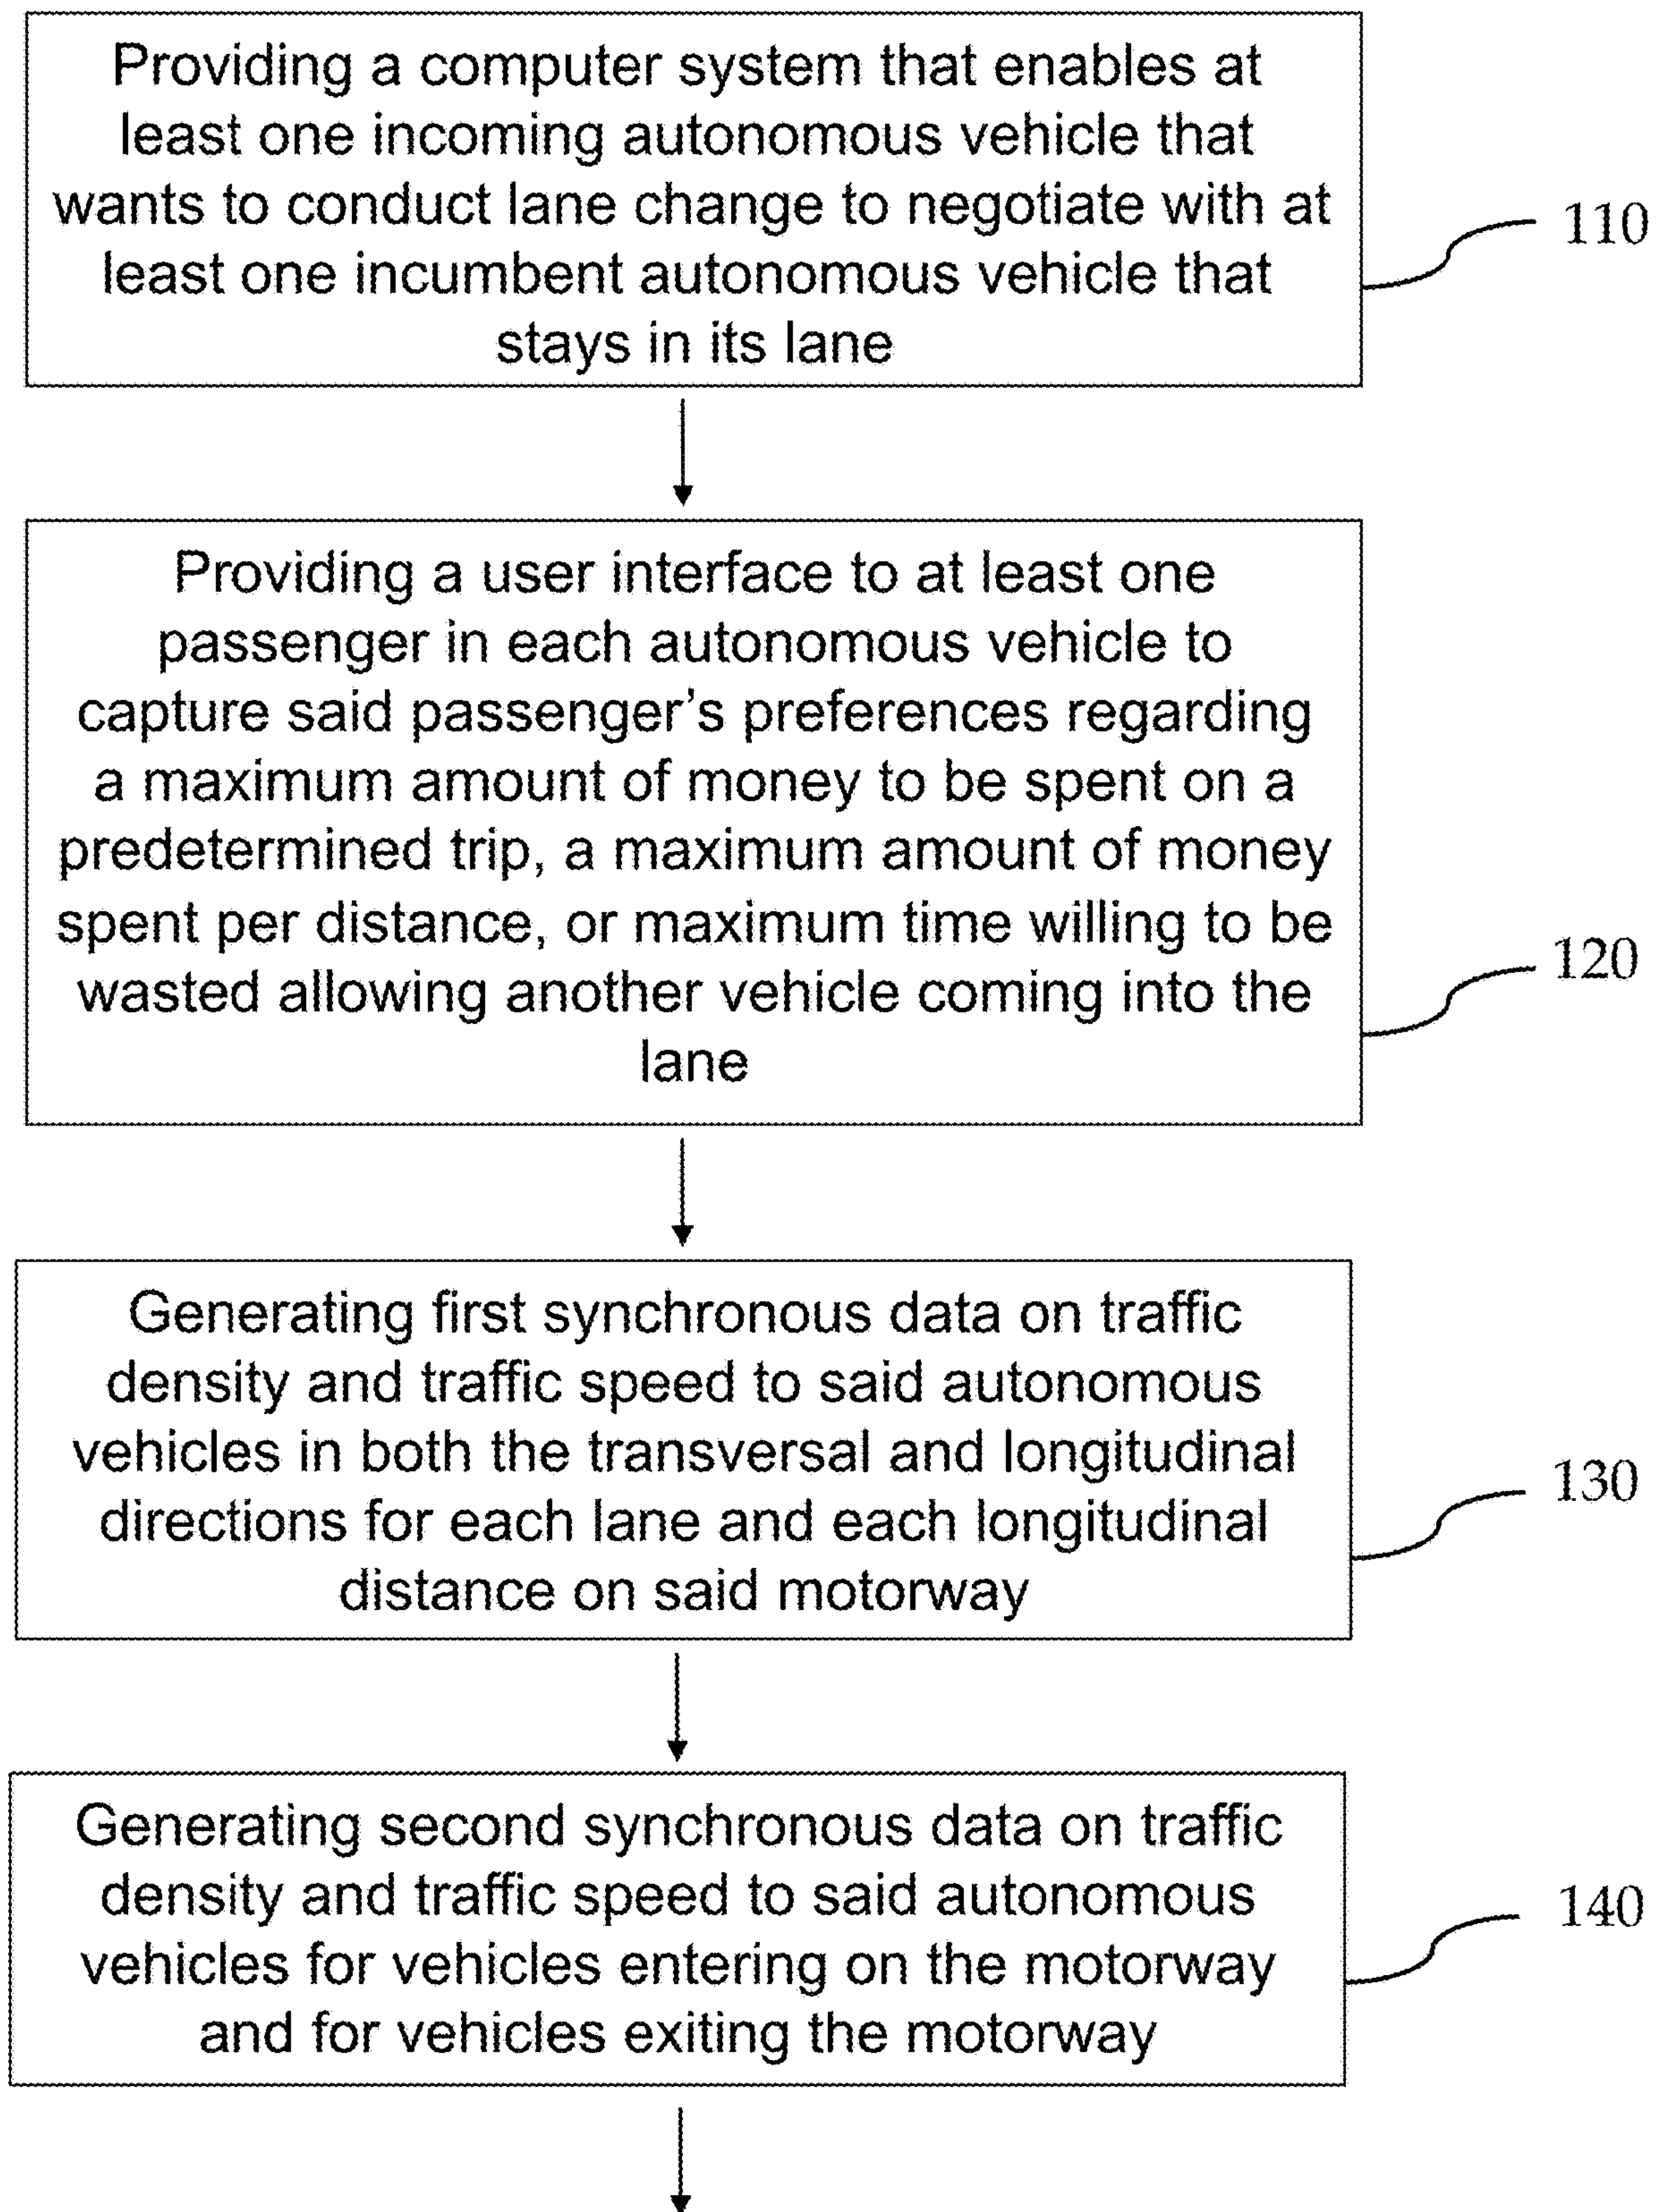 Providing a computer system that enables at
least one incoming autonomous vehicle that
wants to conduct lane change to negotiate with at
least one incumbent autonomous vehicle that
stays in its lane
110
Providing a user interface to at least one
passenger in each autonomous vehicle to
capture said passenger's preferences regarding
a maximum amount of money to be spent on a
predetermined trip, a maximum amount of money
spent per distance, or maximum time willing to be
wasted allowing another vehicle coming into the
lane
120
Generating first synchronous data on traffic
density and traffic speed to said autonomous
vehicles in both the transversal and longitudinal
directions for each lane and each longitudinal
distance on said motorway
130
Generating second synchronous data on traffic
density and traffic speed to said autonomous
vehicles for vehicles entering on the motorway
and for vehicles exiting the motorway
140